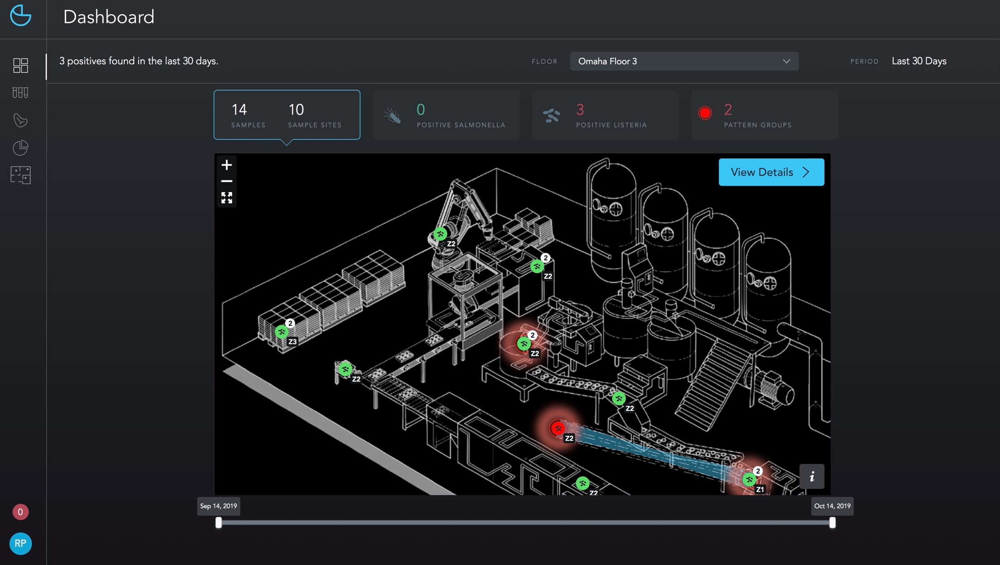 Dashboard
3 positives found in the last 30 days.
FLOOR
Omaha Floor 3
PERIOD
Last 30 Days
14
SAMPLES
10
SAMPLE SITES
0
POSITIVE SALMONELLA
3
POSITIVE LISTERIA
2
PATTERN GROUPS
View Details
Z2
2
Z2
2
Z3
2
Z2
Z2
Z2
Z2
2
Z1
Z2
i
Sep 14, 2019
Oct 14, 2019
0
RP